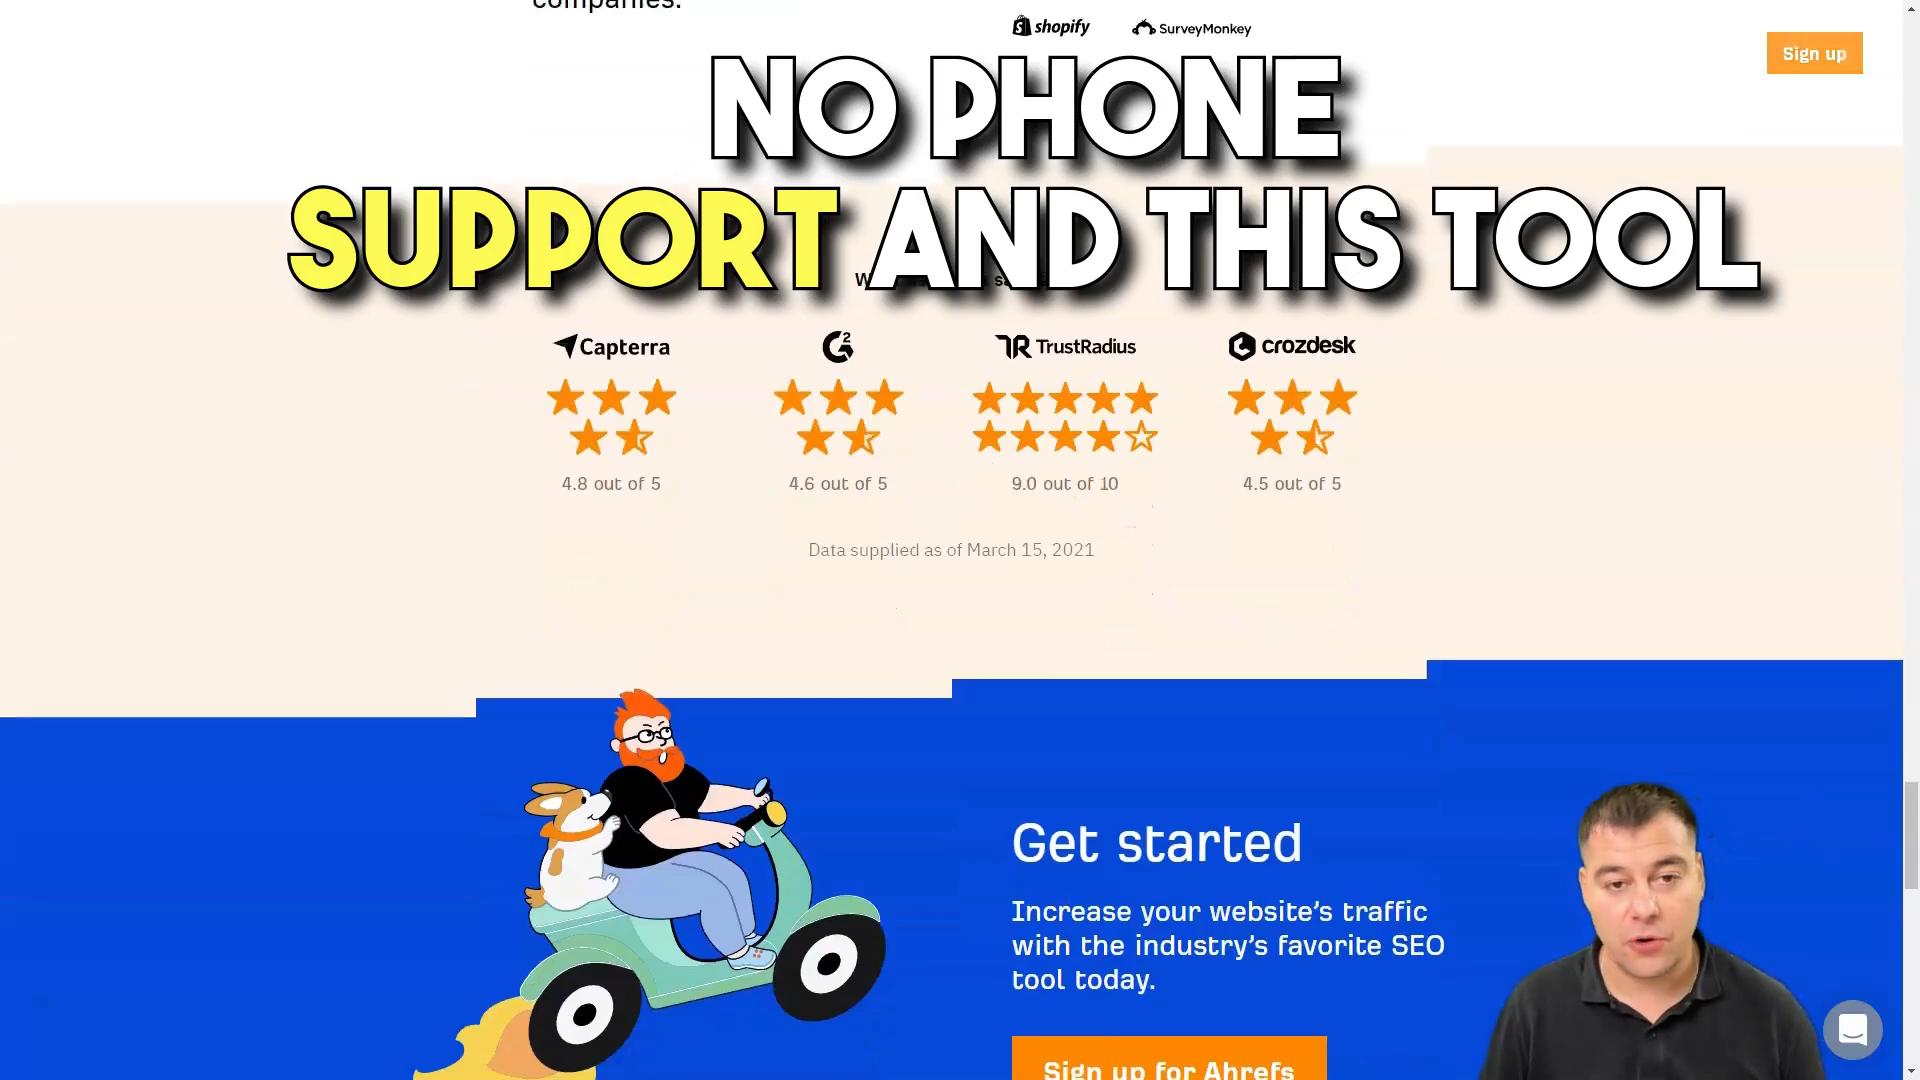 companies.
shopify
SurveyMonkey
Sign up
NO PHONE
SUPPORT AND THIS TOOL
Capterra
G2
TrustRadius
crozdesk
4.8 out of 5
4.6 out of 5
9.0 out of 10
4.5 out of 5
Data supplied as of March 15, 2021
Get started
Increase your website's traffic
with the industry's favorite SEO
tool today.
Sign up for Ahrefs